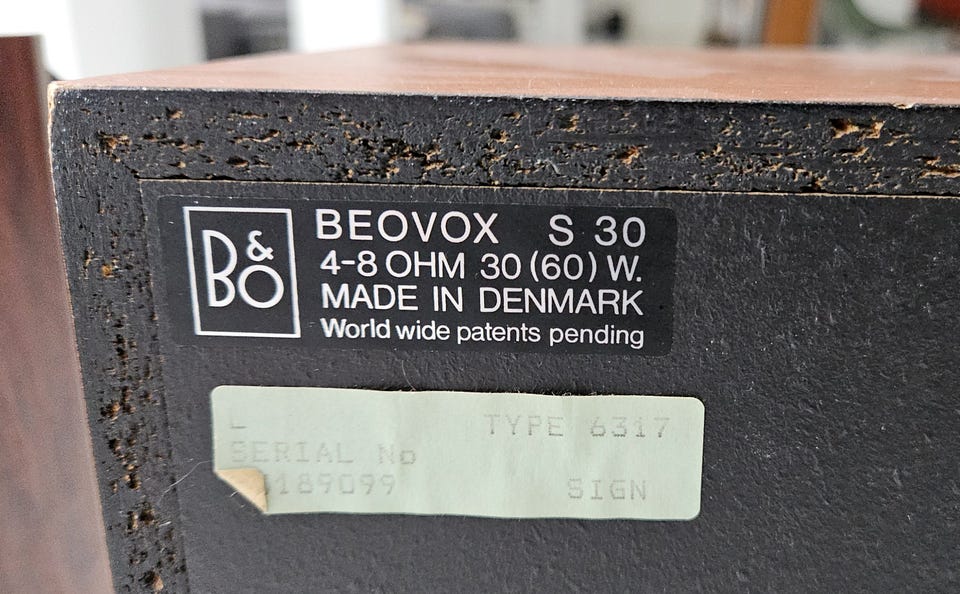 B&O
BEOVOX S 30
4-8 OHM 30 (60) W.
MADE IN DENMARK
World wide patents pending
L TYPE 6317
SERIAL No
189099 SIGN